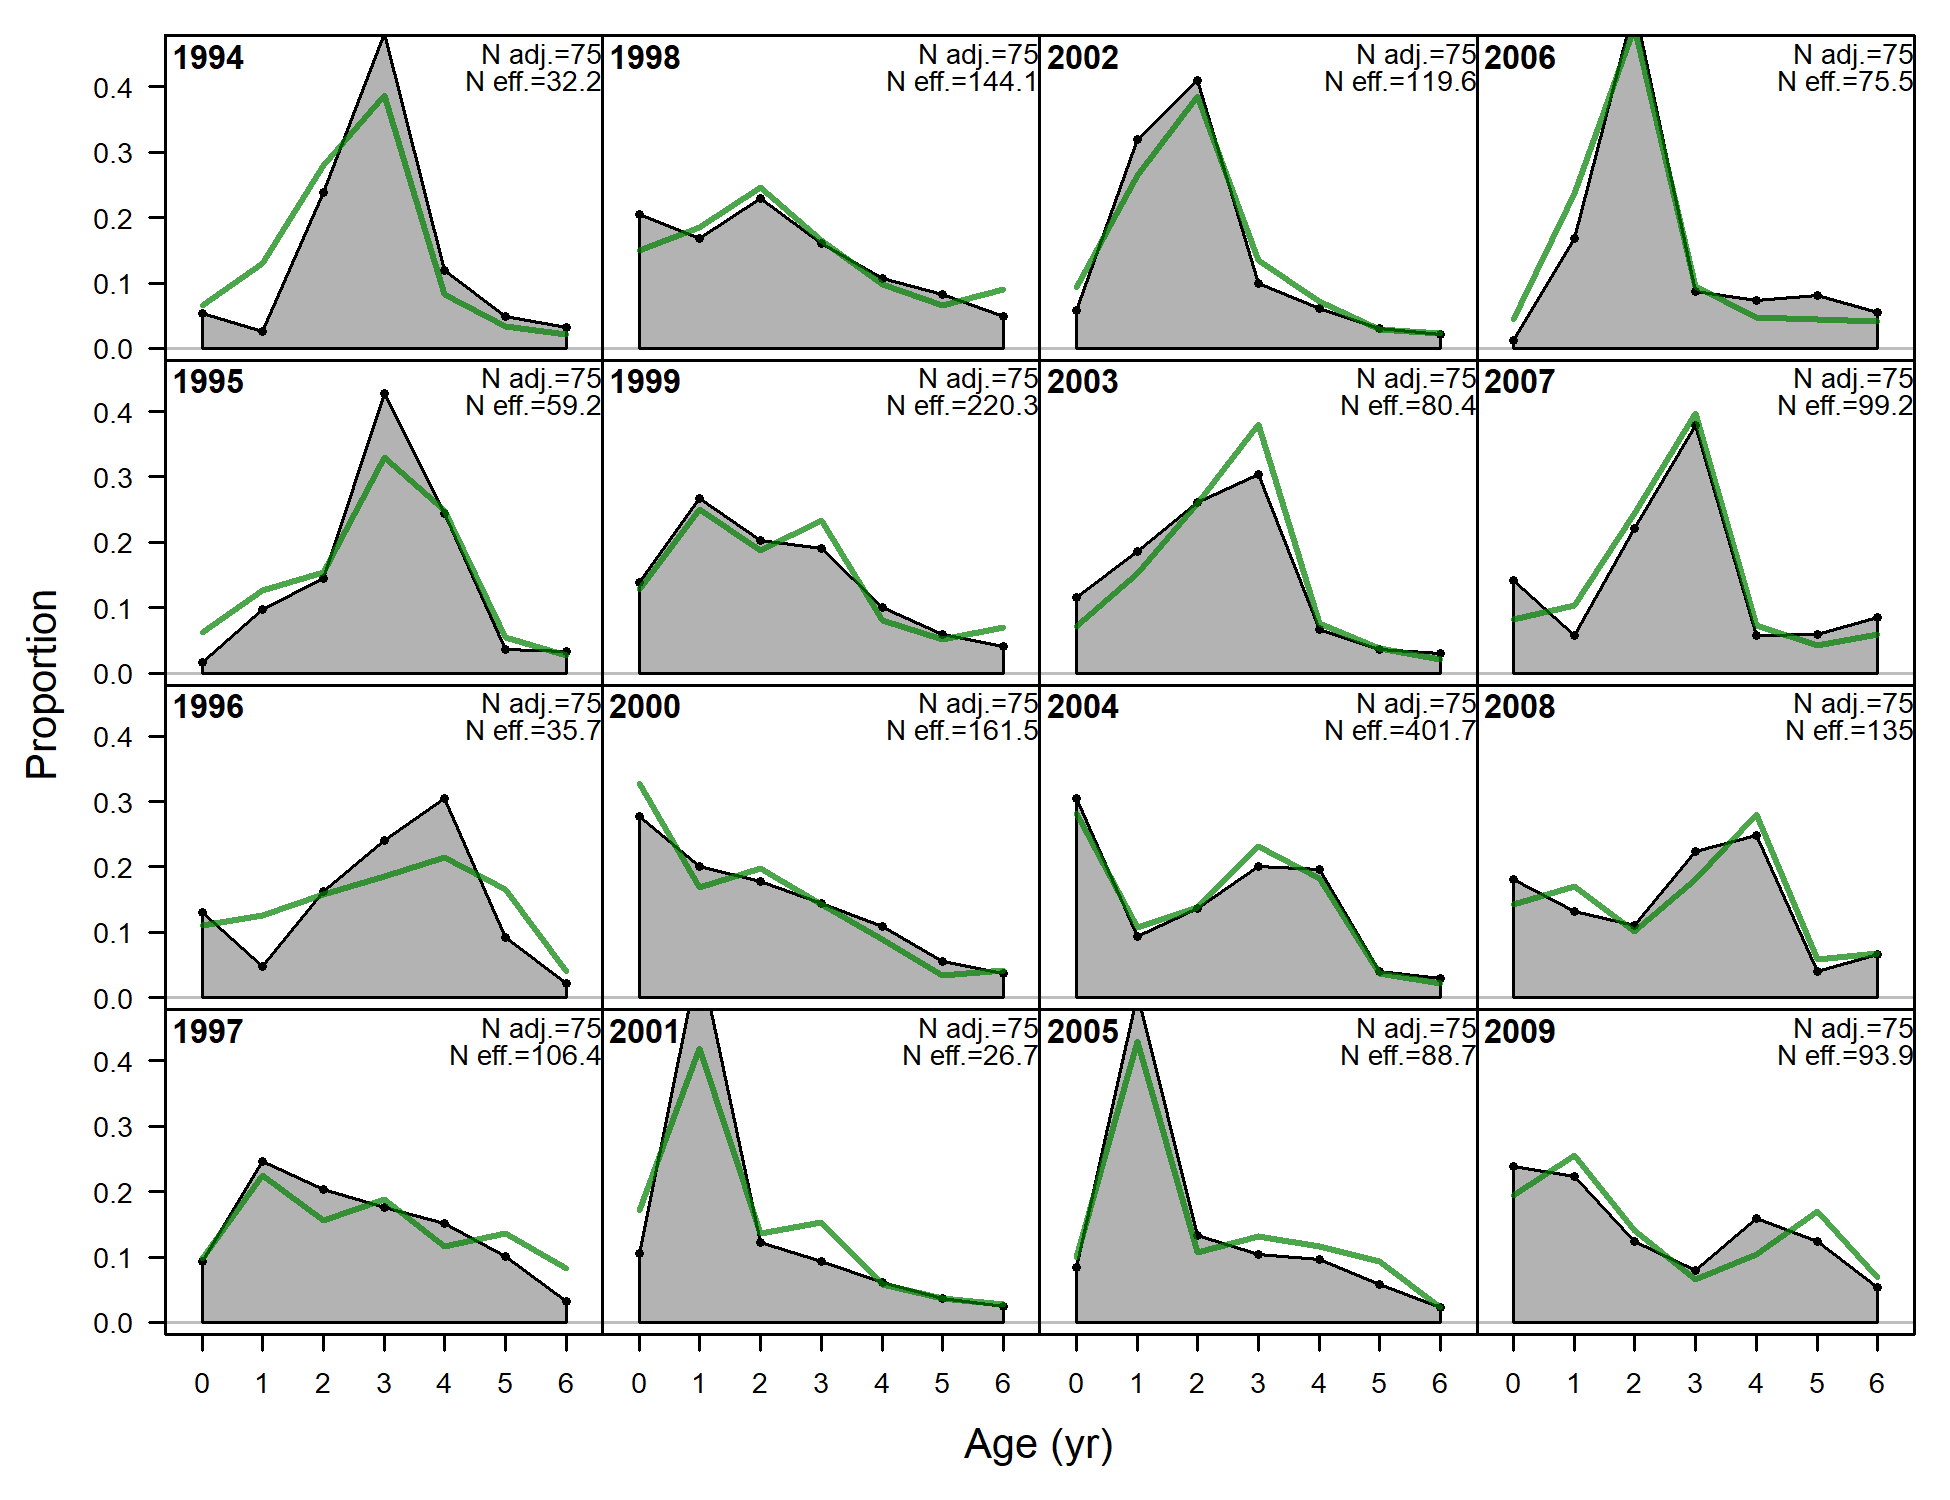 1994
N adj.=75
N eff.=32.2
1998
N adj.=75
N eff.=144.1
2002
N adj.=75
N eff.=119.6
2006
N adj.=75
N eff.=75.5
0.4
0.3
0.2
0.1
0.0
1995
N adj.=75
N eff.=59.2
1999
N adj.=75
N eff.=220.3
2003
N adj.=75
N eff.=80.4
2007
N adj.=75
N eff.=99.2
0.4
0.3
0.2
0.1
0.0
Proportion
1996
N adj.=75
N eff.=35.7
2000
N adj.=75
N eff.=161.5
2004
N adj.=75
N eff.=401.7
2008
N adj.=75
N eff.=135
0.4
0.3
0.2
0.1
0.0
1997
N adj.=75
N eff.=106.4
2001
N adj.=75
N eff.=26.7
2005
N adj.=75
N eff.=88.7
2009
N adj.=75
N eff.=93.9
0.4
0.3
0.2
0.1
0.0
0 1 2 3 4 5 6
0 1 2 3 4 5 6
0 1 2 3 4 5 6
0 1 2 3 4 5 6
Age (yr)